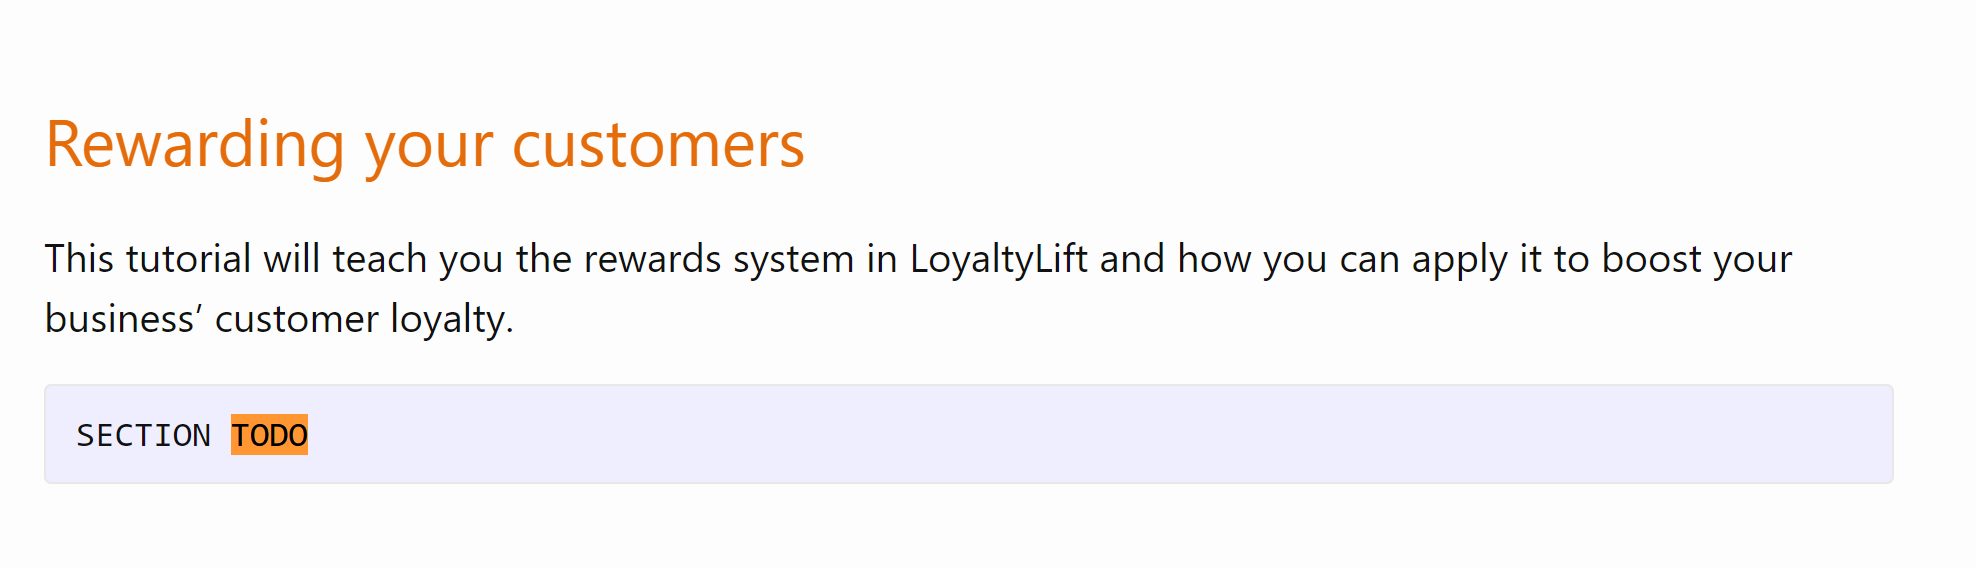 Rewarding your customers
This tutorial will teach you the rewards system in LoyaltyLift and how you can apply it to boost your
business’ customer loyalty.
SECTION TODO